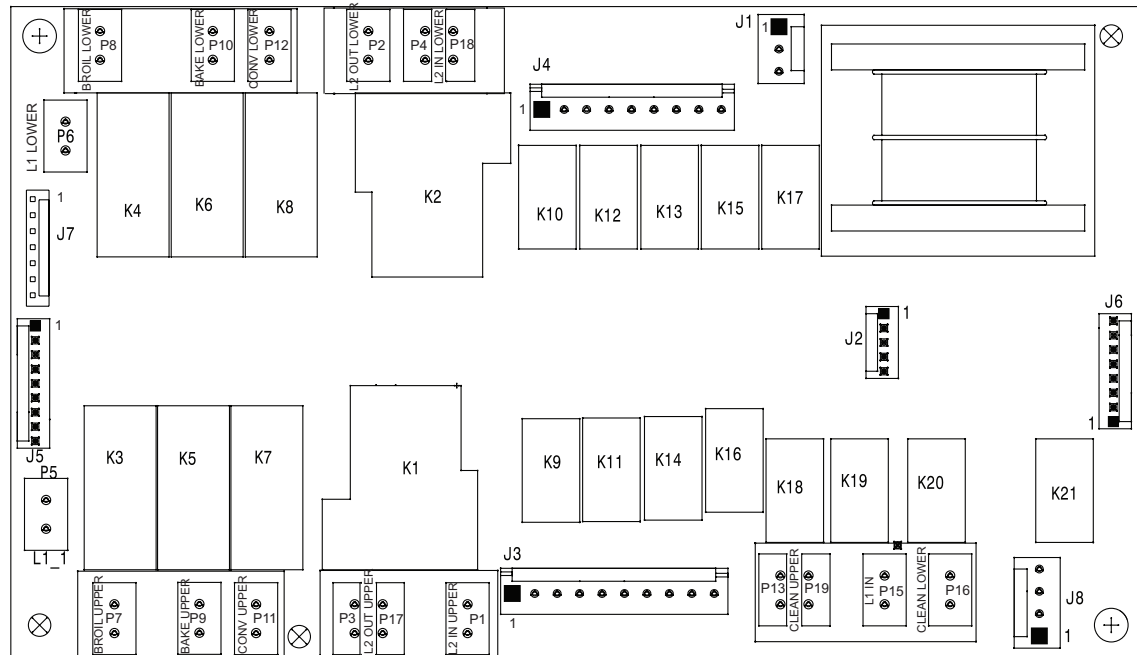 BROIL LOWER
P8
BAKE LOWER
P10
CONV LOWER
P12
L2 OUT LOWER
P2
P4
L2 IN LOWER
P18
J1
J4
1
L1 LOWER
P6
K4
K6
K8
K2
K10
K12
K13
K15
K17
1
J7
1
J5
J2
1
J6
1
K3
K5
K7
K1
K9
K11
K14
K16
K18
K19
K20
K21
P5
L1_1
J3
1
BROIL UPPER
P7
BAKE UPPER
P9
CONV UPPER
P11
P3
L2 OUT UPPER
P17
L2 IN UPPER
P1
P13
CLEAN UPPER
P19
L1 IN
P15
CLEAN LOWER
P16
J8
1